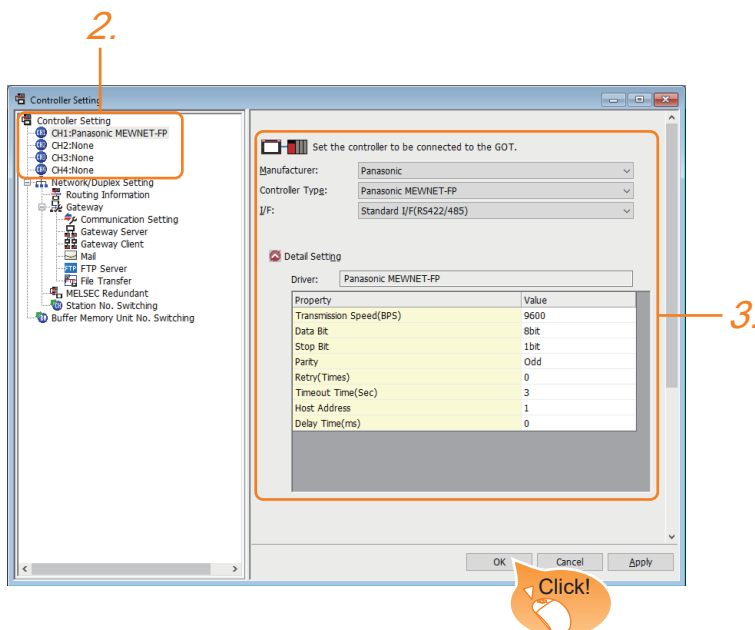 2.
Controller Setting
Controller Setting
CH1:Panasonic MEWNET-FP
CH2:None
CH3:None
CH4:None
Network/Duplex Setting
Routing Information
Gateway
Communication Setting
Gateway Server
Gateway Client
Mail
FTP FTP Server
File Transfer
MELSEC Redundant
Station No. Switching
Buffer Memory Unit No. Switching
Set the controller to be connected to the GOT.
Manufacturer: Panasonic
Controller Type: Panasonic MEWNET-FP
I/F: Standard I/F(RS422/485)
Detail Setting
Driver: Panasonic MEWNET-FP
Property Value
Transmission Speed(BPS) 9600
Data Bit 8bit
Stop Bit 1bit
Parity Odd
Retry(Times) 0
Timeout Time(Sec) 3
Host Address 1
Delay Time(ms) 0
3.
OK Cancel Apply
Click!